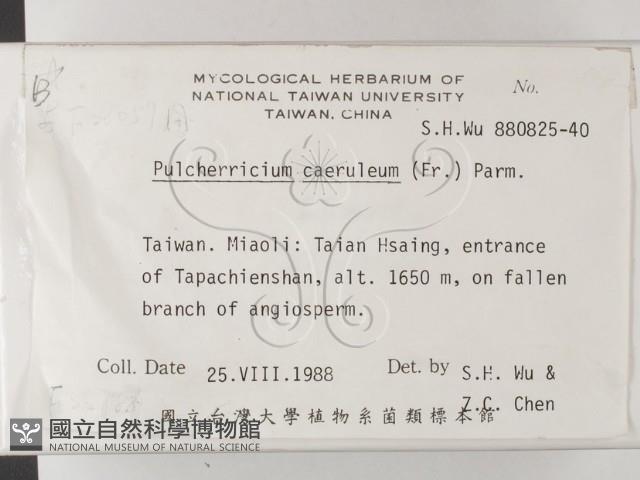 B
MYCOLOGICAL HERBARIUM OF
NATIONAL TAIWAN UNIVERSITY
TAIWAN, CHINA
No.
S.H.Wu 880825-40
Pulcherricium caeruleum (Fr.) Parm.
Taiwan. Miaoli: Taian Hsaing, entrance
of Tapachienshan, alt. 1650 m, on fallen
branch of angiosperm.
Coll. Date 25.VIII.1988
Det. by S.H. Wu &
Z.C. Chen
國立台灣大學植物系菌類標本館
國立自然科學博物館
NATIONAL MUSEUM OF NATURAL SCIENCE